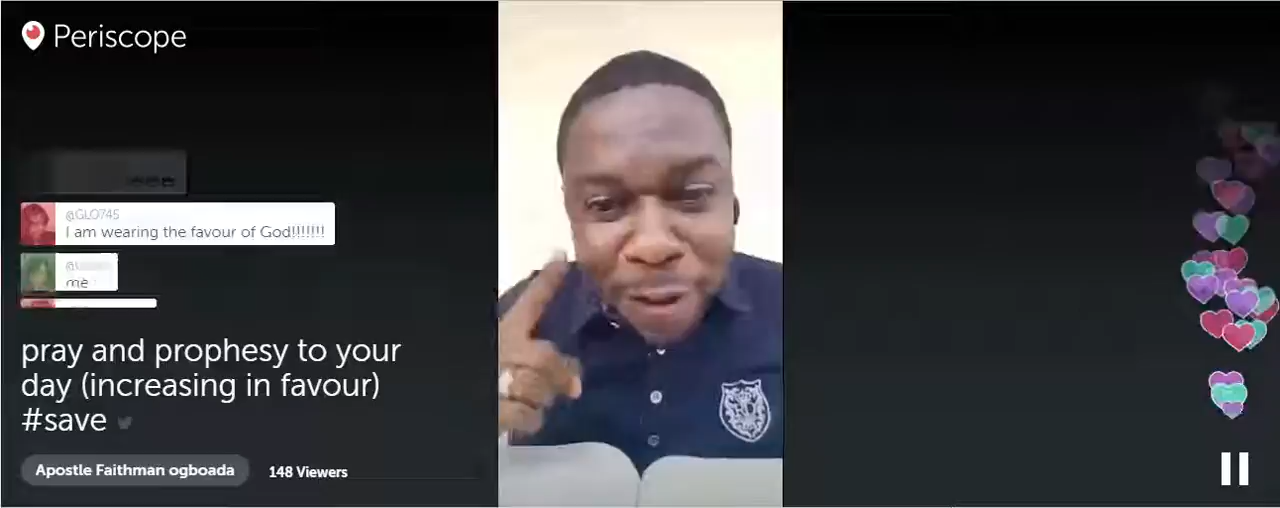 Periscope
@GLO745
I am wearing the favour of God!!!!!!!
me
pray and prophesy to your
day (increasing in favour)
#save
Apostle Faithman ogboada
148 Viewers